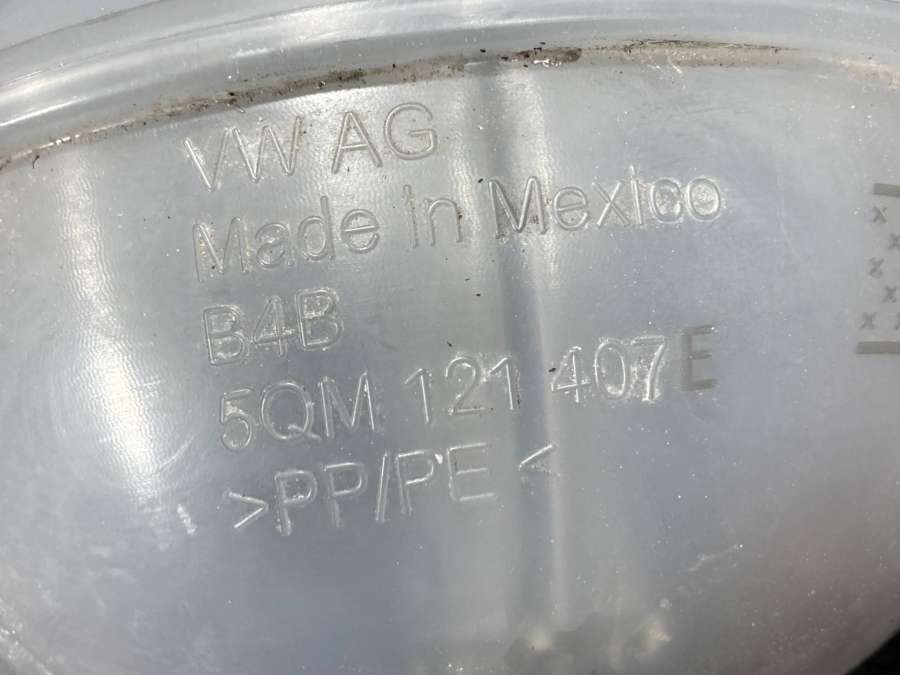 VW AG
Made in Mexico
B4B
5QM 121 407 E
>PP/PE<